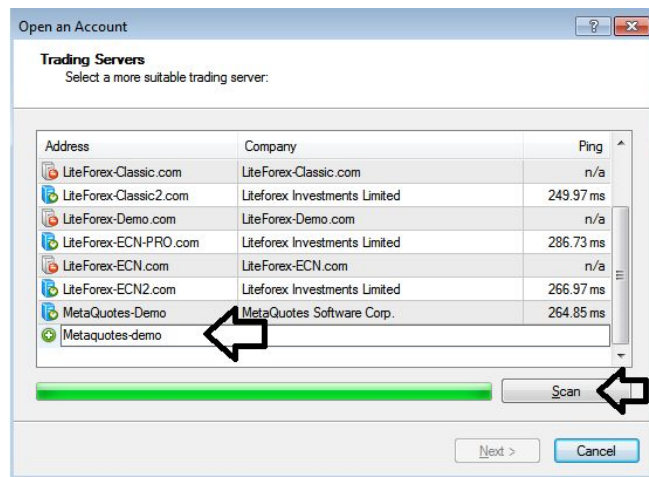 Open an Account
Trading Servers
Select a more suitable trading server:
Address Company Ping
LiteForex-Classic.com LiteForex-Classic.com n/a
LiteForex-Classic2.com Liteforex Investments Limited 249.97 ms
LiteForex-Demo.com LiteForex-Demo.com n/a
LiteForex-ECN-PRO.com Liteforex Investments Limited 286.73 ms
LiteForex-ECN.com LiteForex-ECN.com n/a
LiteForex-ECN2.com Liteforex Investments Limited 266.97 ms
MetaQuotes-Demo MetaQuotes Software Corp. 264.85 ms
Metaquotes-demo
Scan
Next > Cancel